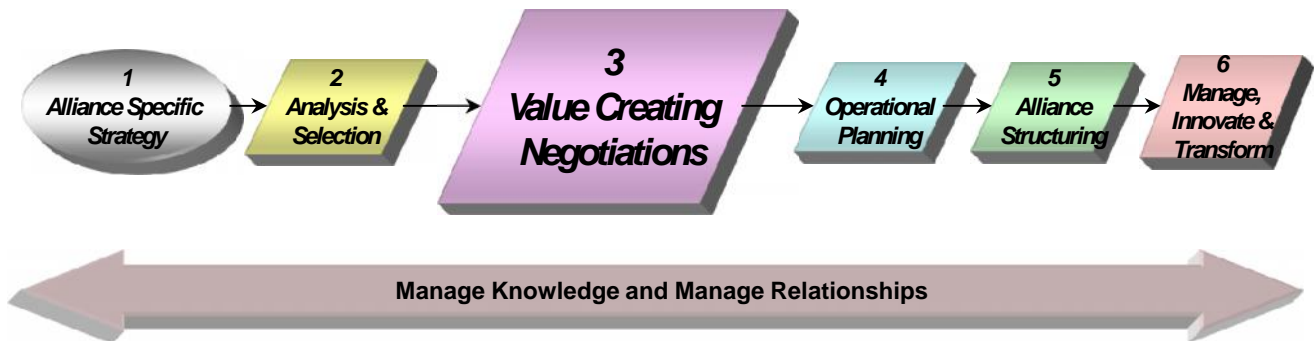 1
Alliance Specific
Strategy
2
Analysis &
Selection
3
Value Creating
Negotiations
4
Operational
Planning
5
Alliance
Structuring
6
Manage,
Innovate &
Transform
Manage Knowledge and Manage Relationships